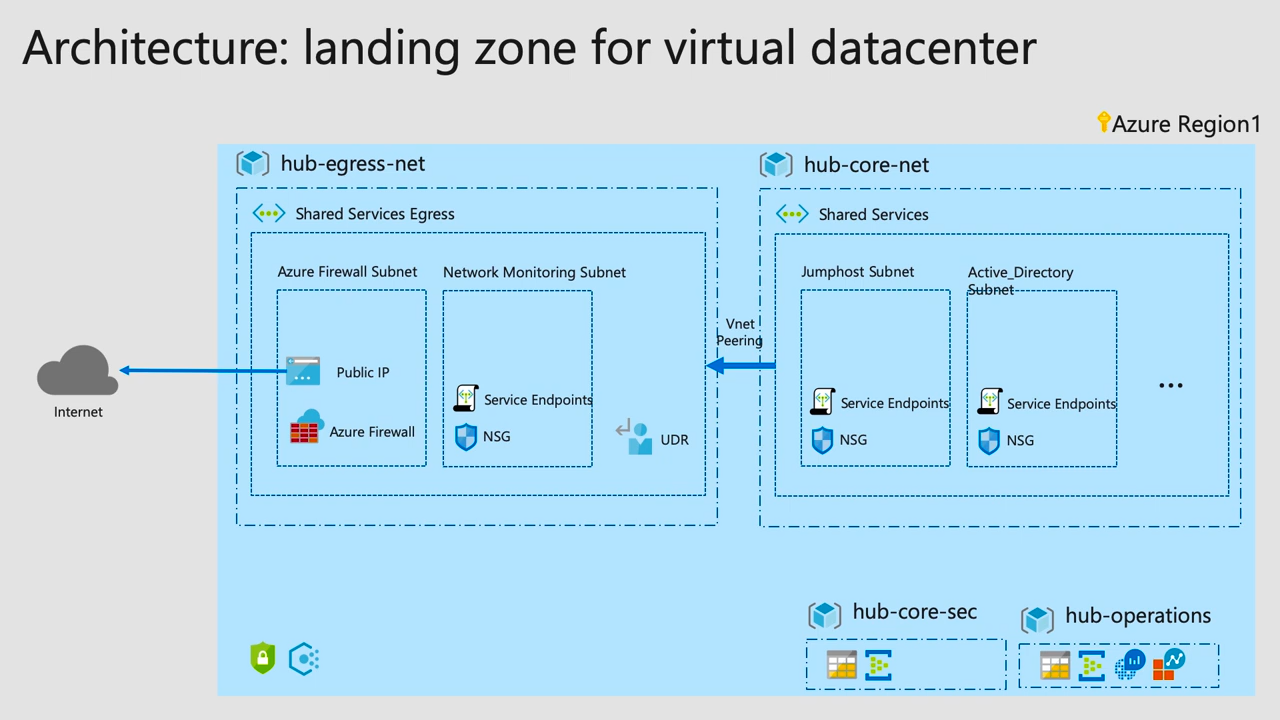 Architecture: landing zone for virtual datacenter
Azure Region1
hub-egress-net
hub-core-net
Shared Services Egress
Shared Services
Azure Firewall Subnet
Network Monitoring Subnet
Jumphost Subnet
Active_Directory
Subnet
Vnet
Peering
Internet
Public IP
Azure Firewall
Service Endpoints
NSG
UDR
Service Endpoints
NSG
Service Endpoints
NSG
...
hub-core-sec
hub-operations